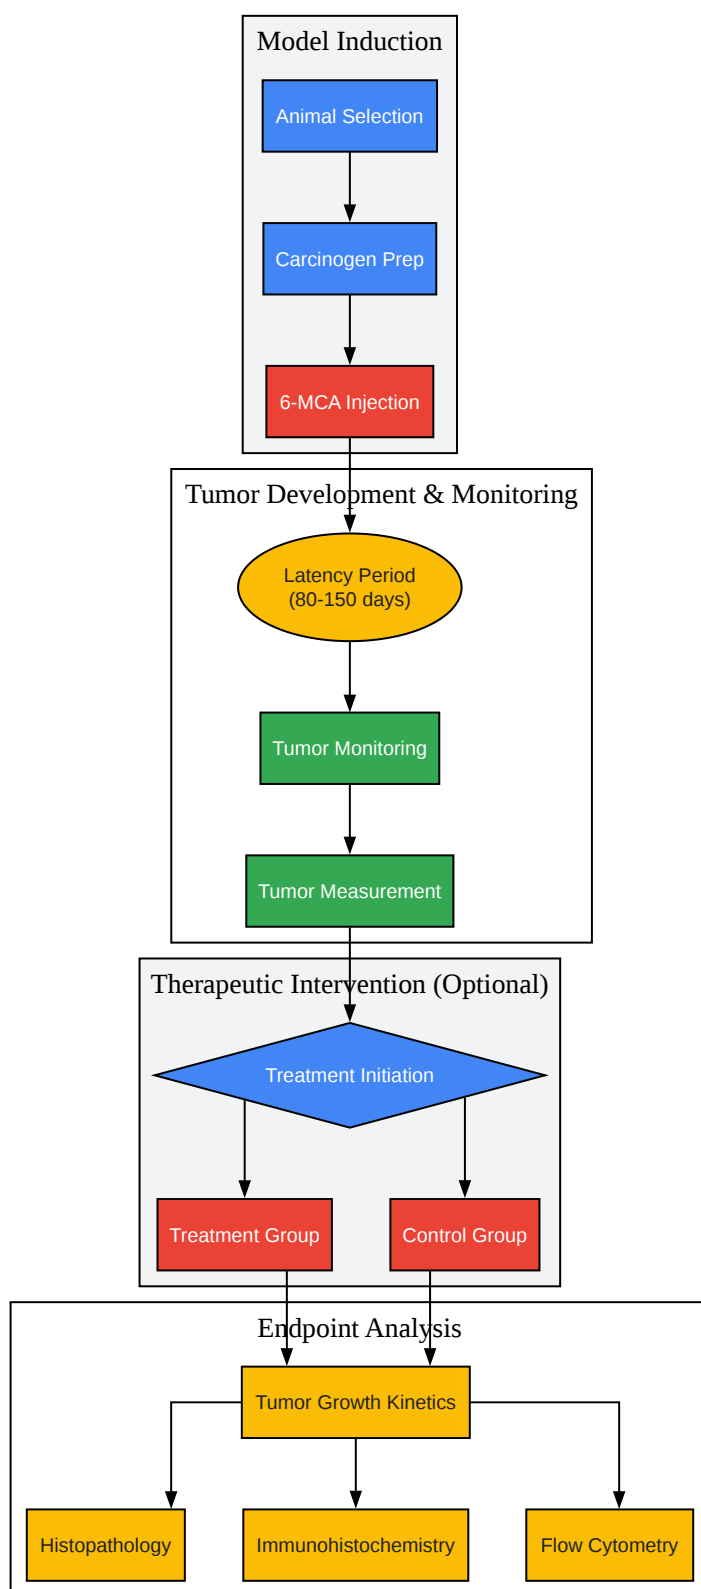 Model Induction
Animal Selection
Carcinogen Prep
6-MCA Injection
Tumor Development & Monitoring
Latency Period
(80-150 days)
Tumor Monitoring
Tumor Measurement
Therapeutic Intervention (Optional)
Treatment Initiation
Treatment Group
Control Group
Endpoint Analysis
Tumor Growth Kinetics
Histopathology
Immunohistochemistry
Flow Cytometry